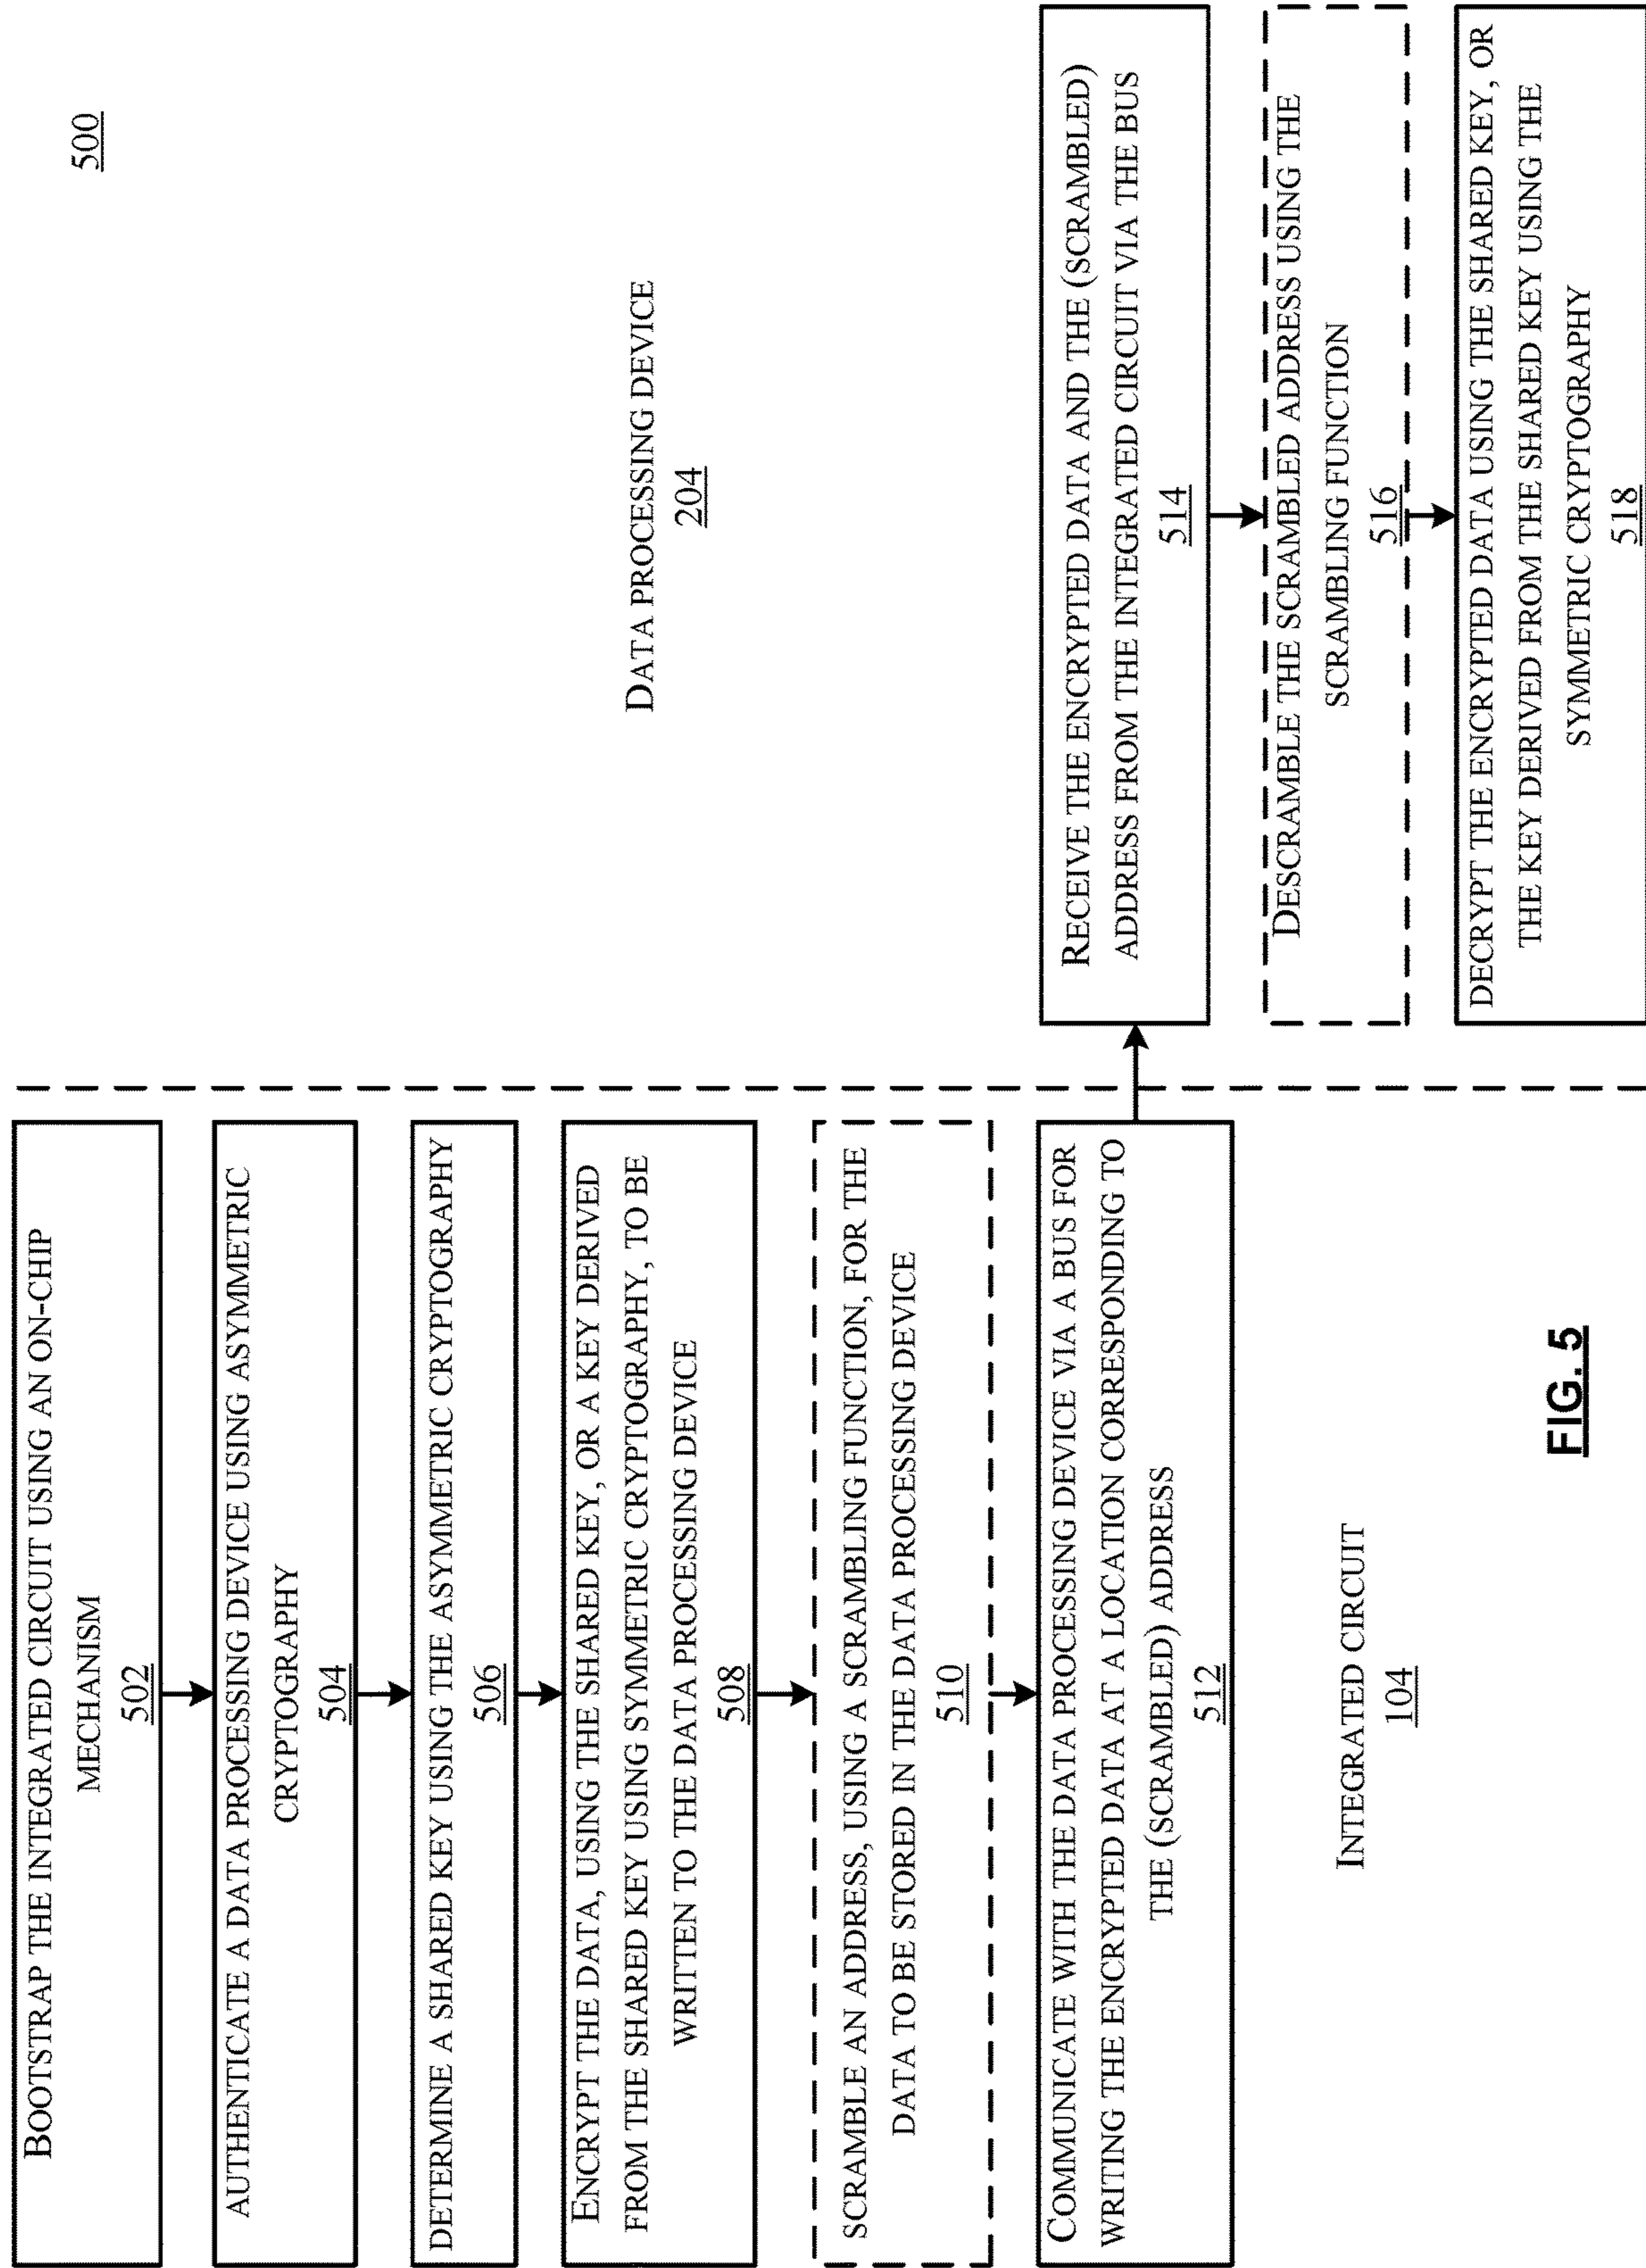 500
BOOTSTRAP THE INTEGRATED CIRCUIT USING AN ON-CHIP
MECHANISM
502
AUTHENTICATE A DATA PROCESSING DEVICE USING ASYMMETRIC
CRYPTOGRAPHY
504
DETERMINE A SHARED KEY USING THE ASYMMETRIC CRYPTOGRAPHY
506
ENCRYPT THE DATA, USING THE SHARED KEY, OR A KEY DERIVED
FROM THE SHARED KEY USING SYMMETRIC CRYPTOGRAPHY, TO BE
WRITTEN TO THE DATA PROCESSING DEVICE
508
SCRAMBLE AN ADDRESS, USING A SCRAMBLING FUNCTION, FOR THE
DATA TO BE STORED IN THE DATA PROCESSING DEVICE
510
COMMUNICATE WITH THE DATA PROCESSING DEVICE VIA A BUS FOR
WRITING THE ENCRYPTED DATA AT A LOCATION CORRESPONDING TO
THE (SCRAMBLED) ADDRESS
512
INTEGRATED CIRCUIT
104
DATA PROCESSING DEVICE
204
RECEIVE THE ENCRYPTED DATA AND THE (SCRAMBLED)
ADDRESS FROM THE INTEGRATED CIRCUIT VIA THE BUS
514
DESCRAMBLE THE SCRAMBLED ADDRESS USING THE
SCRAMBLING FUNCTION
516
DECRYPT THE ENCRYPTED DATA USING THE SHARED KEY, OR
THE KEY DERIVED FROM THE SHARED KEY USING THE
SYMMETRIC CRYPTOGRAPHY
518
FIG. 5